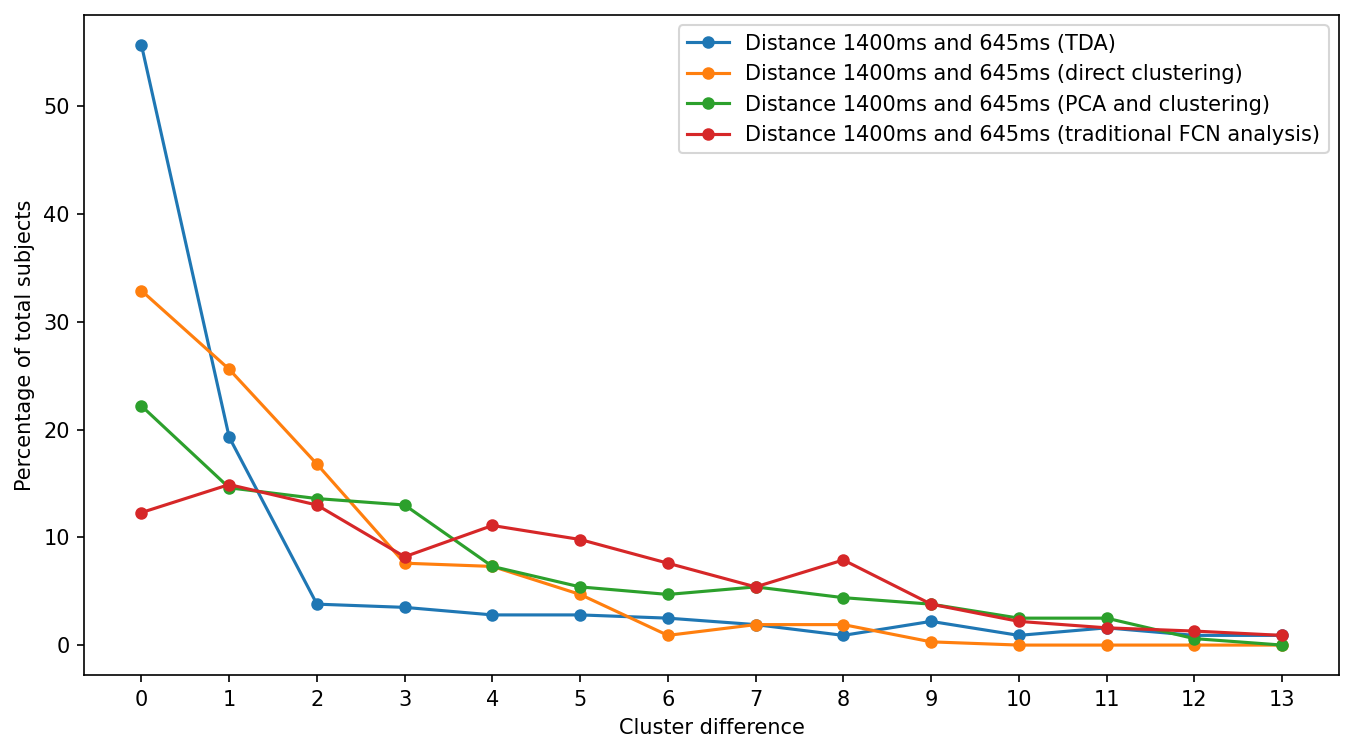 Distance 1400ms and 645ms (TDA)
Distance 1400ms and 645ms (direct clustering)
Distance 1400ms and 645ms (PCA and clustering)
Distance 1400ms and 645ms (traditional FCN analysis)
Percentage of total subjects
50
40
30
20
10
0
0 1 2 3 4 5 6 7 8 9 10 11 12 13
Cluster difference